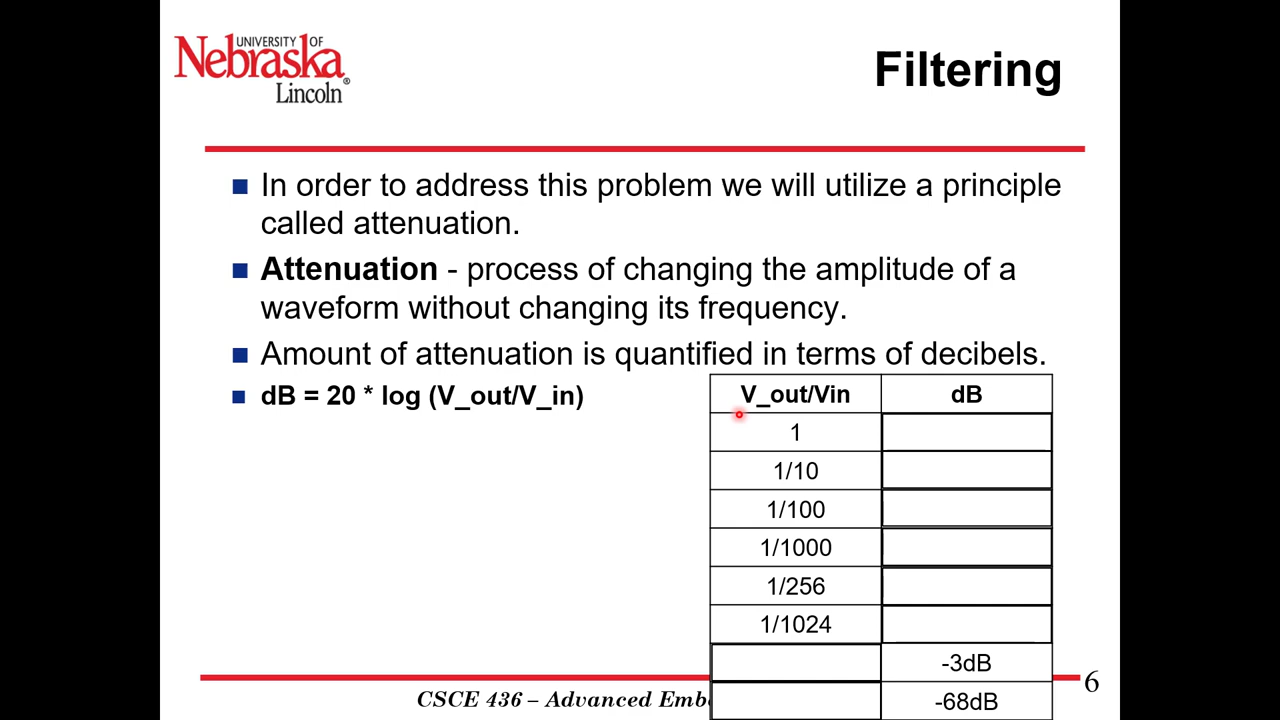 UNIVERSITY OF
Nebraska
Lincoln®
Filtering
In order to address this problem we will utilize a principle
called attenuation.
Attenuation - process of changing the amplitude of a
waveform without changing its frequency.
Amount of attenuation is quantified in terms of decibels.
dB = 20 * log (V_out/V_in)
V_out/Vin dB
1
1/10
1/100
1/1000
1/256
1/1024
-3dB
-68dB
CSCE 436 – Advanced Emb
6